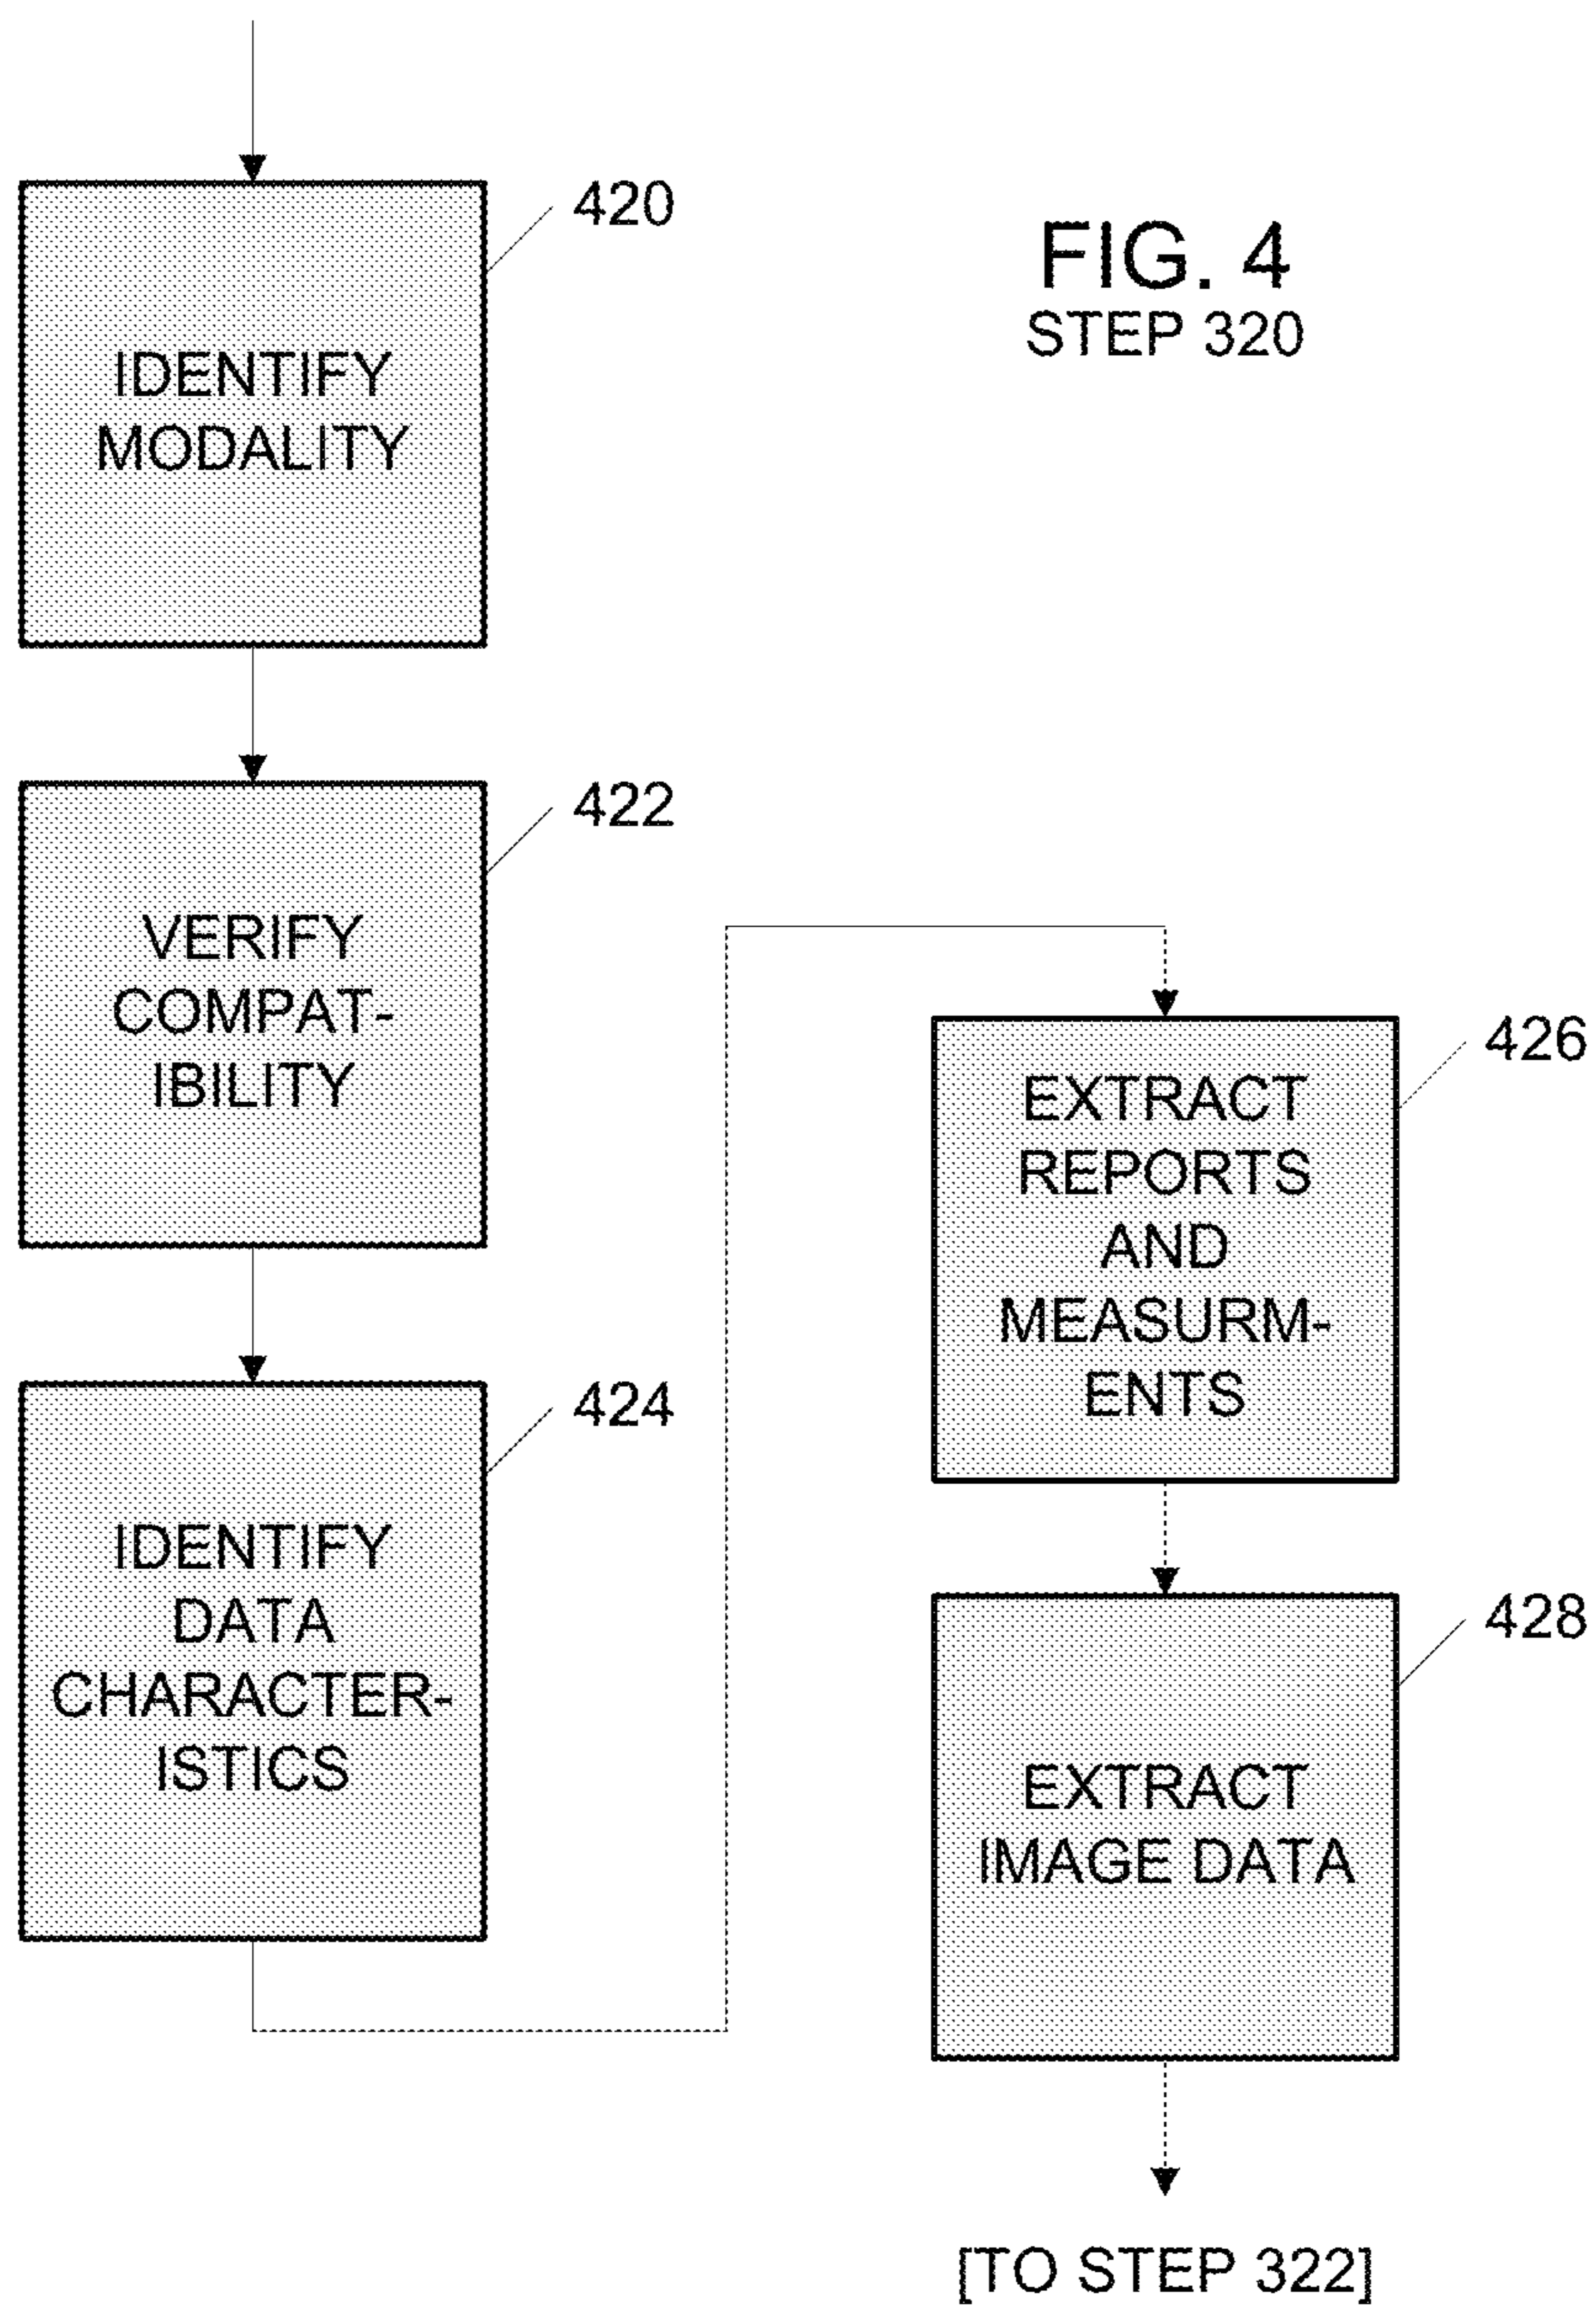 FIG. 4
STEP 320
420
IDENTIFY
MODALITY
422
VERIFY
COMPAT-
IBILITY
424
IDENTIFY
DATA
CHARACTER-
ISTICS
426
EXTRACT
REPORTS
AND
MEASURM-
ENTS
428
EXTRACT
IMAGE DATA
[TO STEP 322]